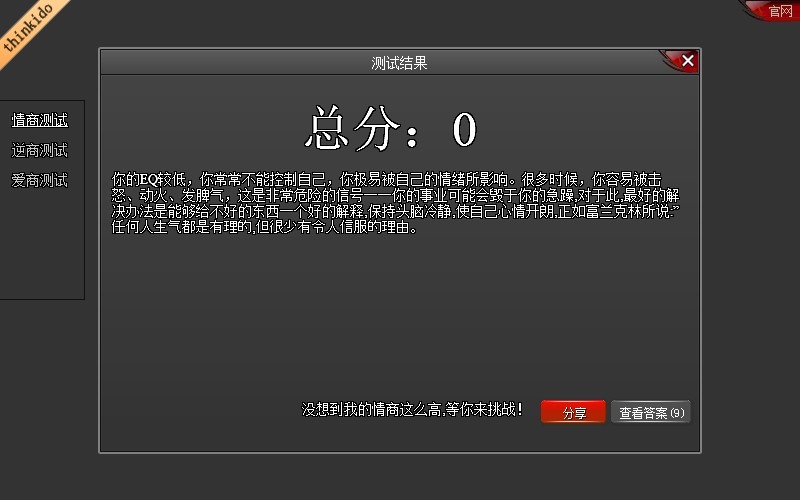 thinkido
官网
测试结果
情商测试
逆商测试
爱商测试
总分：0
你的EQ较低，你常常不能控制自己，你极易被自己的情绪所影响。很多时候，你容易被击
怒、动火、发脾气，这是非常危险的信号——你的事业可能会毁于你的急躁,对于此,最好的解
决办法是能够给不好的东西一个好的解释,保持头脑冷静,使自己心情开朗,正如富兰克林所说:"
任何人生气都是有理的,但很少有令人信服的理由。
没想到我的情商这么高,等你来挑战!
分享
查看答案(9)